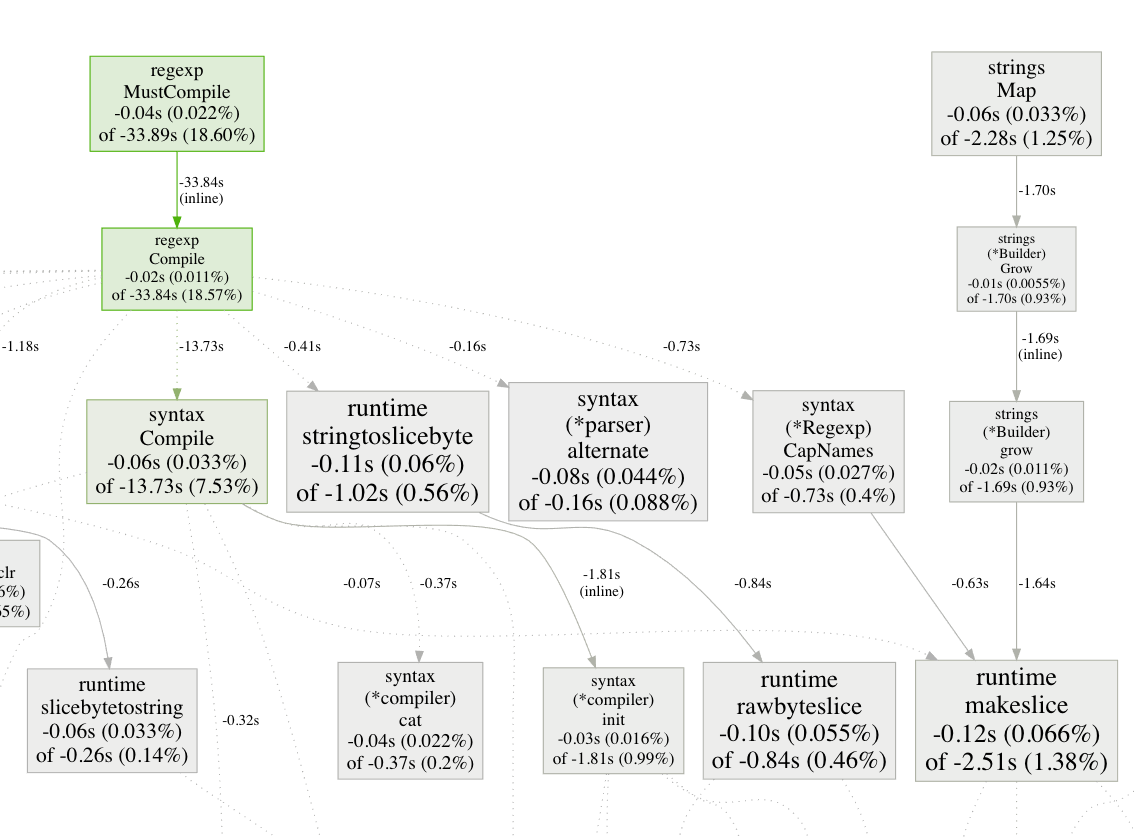 regexp
MustCompile
-0.04s (0.022%)
of -33.89s (18.60%)
strings
Map
-0.06s (0.033%)
of -2.28s (1.25%)
-33.84s
(inline)
-1.70s
regexp
Compile
-0.02s (0.011%)
of -33.84s (18.57%)
strings
(*Builder)
Grow
-0.01s (0.0055%)
of -1.70s (0.93%)
-1.18s
-13.73s
-0.41s
-0.16s
-0.73s
-1.69s
(inline)
syntax
Compile
-0.06s (0.033%)
of -13.73s (7.53%)
runtime
stringtoslicebyte
-0.11s (0.06%)
of -1.02s (0.56%)
syntax
(*parser)
alternate
-0.08s (0.044%)
of -0.16s (0.088%)
syntax
(*Regexp)
CapNames
-0.05s (0.027%)
of -0.73s (0.4%)
strings
(*Builder)
grow
-0.02s (0.011%)
of -1.69s (0.93%)
clr
6%)
65%)
-0.26s
-0.07s
-0.37s
-1.81s
(inline)
-0.84s
-0.63s
-1.64s
runtime
slicebytetostring
-0.06s (0.033%)
of -0.26s (0.14%)
-0.32s
syntax
(*compiler)
cat
-0.04s (0.022%)
of -0.37s (0.2%)
syntax
(*compiler)
init
-0.03s (0.016%)
of -1.81s (0.99%)
runtime
rawbyteslice
-0.10s (0.055%)
of -0.84s (0.46%)
runtime
makeslice
-0.12s (0.066%)
of -2.51s (1.38%)